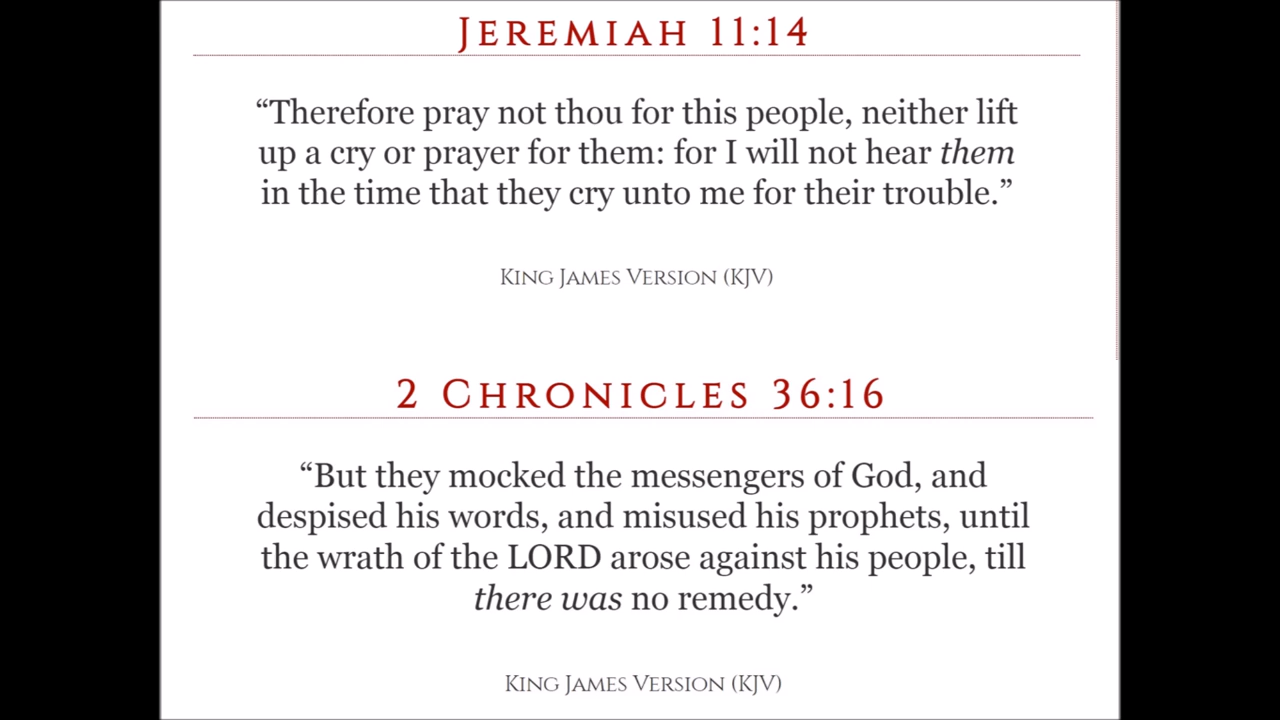 Jeremiah 11:14
“Therefore pray not thou for this people, neither lift
up a cry or prayer for them: for I will not hear them
in the time that they cry unto me for their trouble.”
King James Version (KJV)
2 Chronicles 36:16
“But they mocked the messengers of God, and
despised his words, and misused his prophets, until
the wrath of the LORD arose against his people, till
there was no remedy.”
King James Version (KJV)